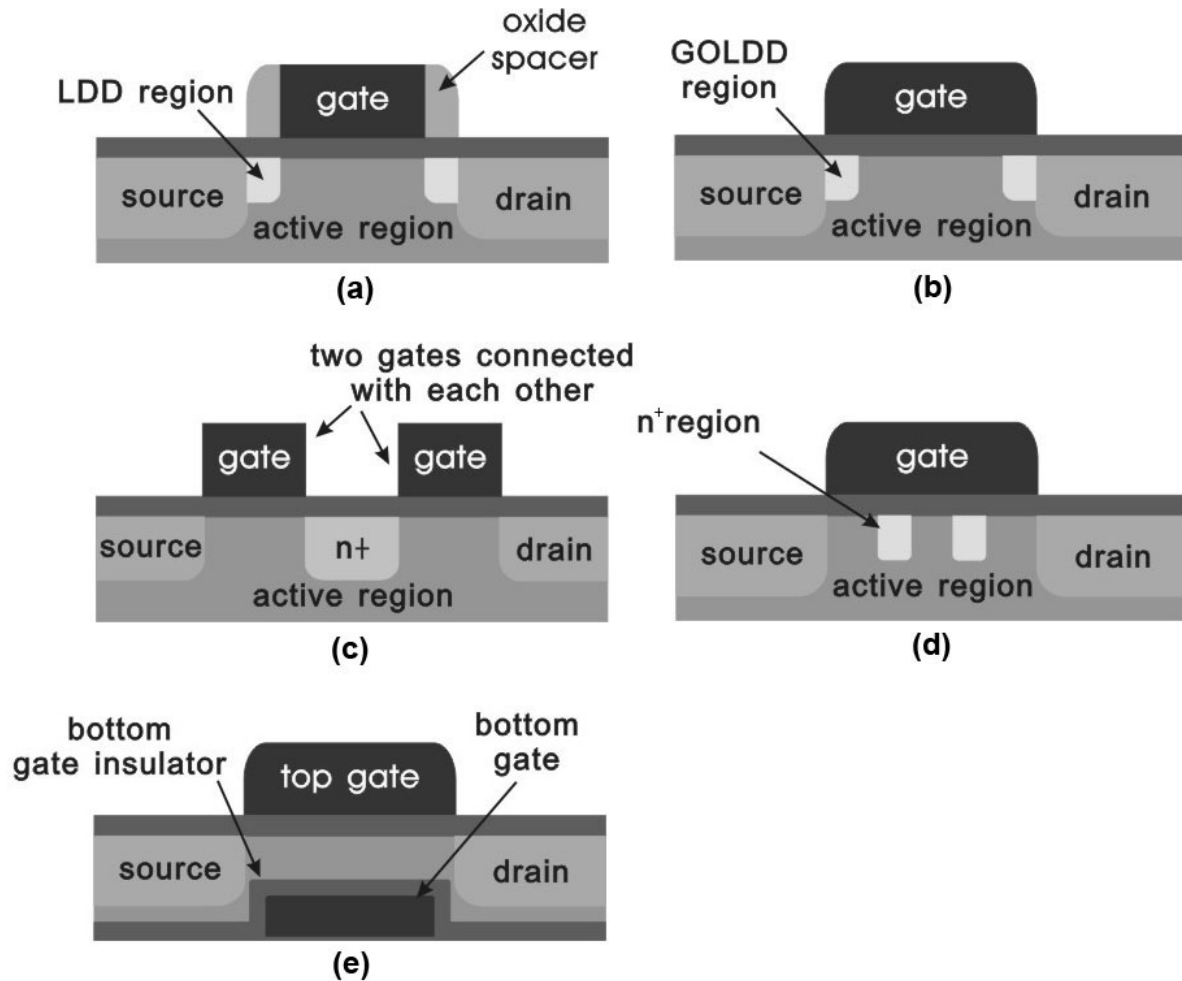 oxide
spacer
LDD region
gate
source
drain
active region
(a)
GOLDD
region
gate
source
drain
active region
(b)
two gates connected
with each other
gate
gate
source
n+
drain
active region
(c)
n⁺region
gate
source
drain
active region
(d)
bottom
gate insulator
bottom
gate
top gate
source
drain
(e)